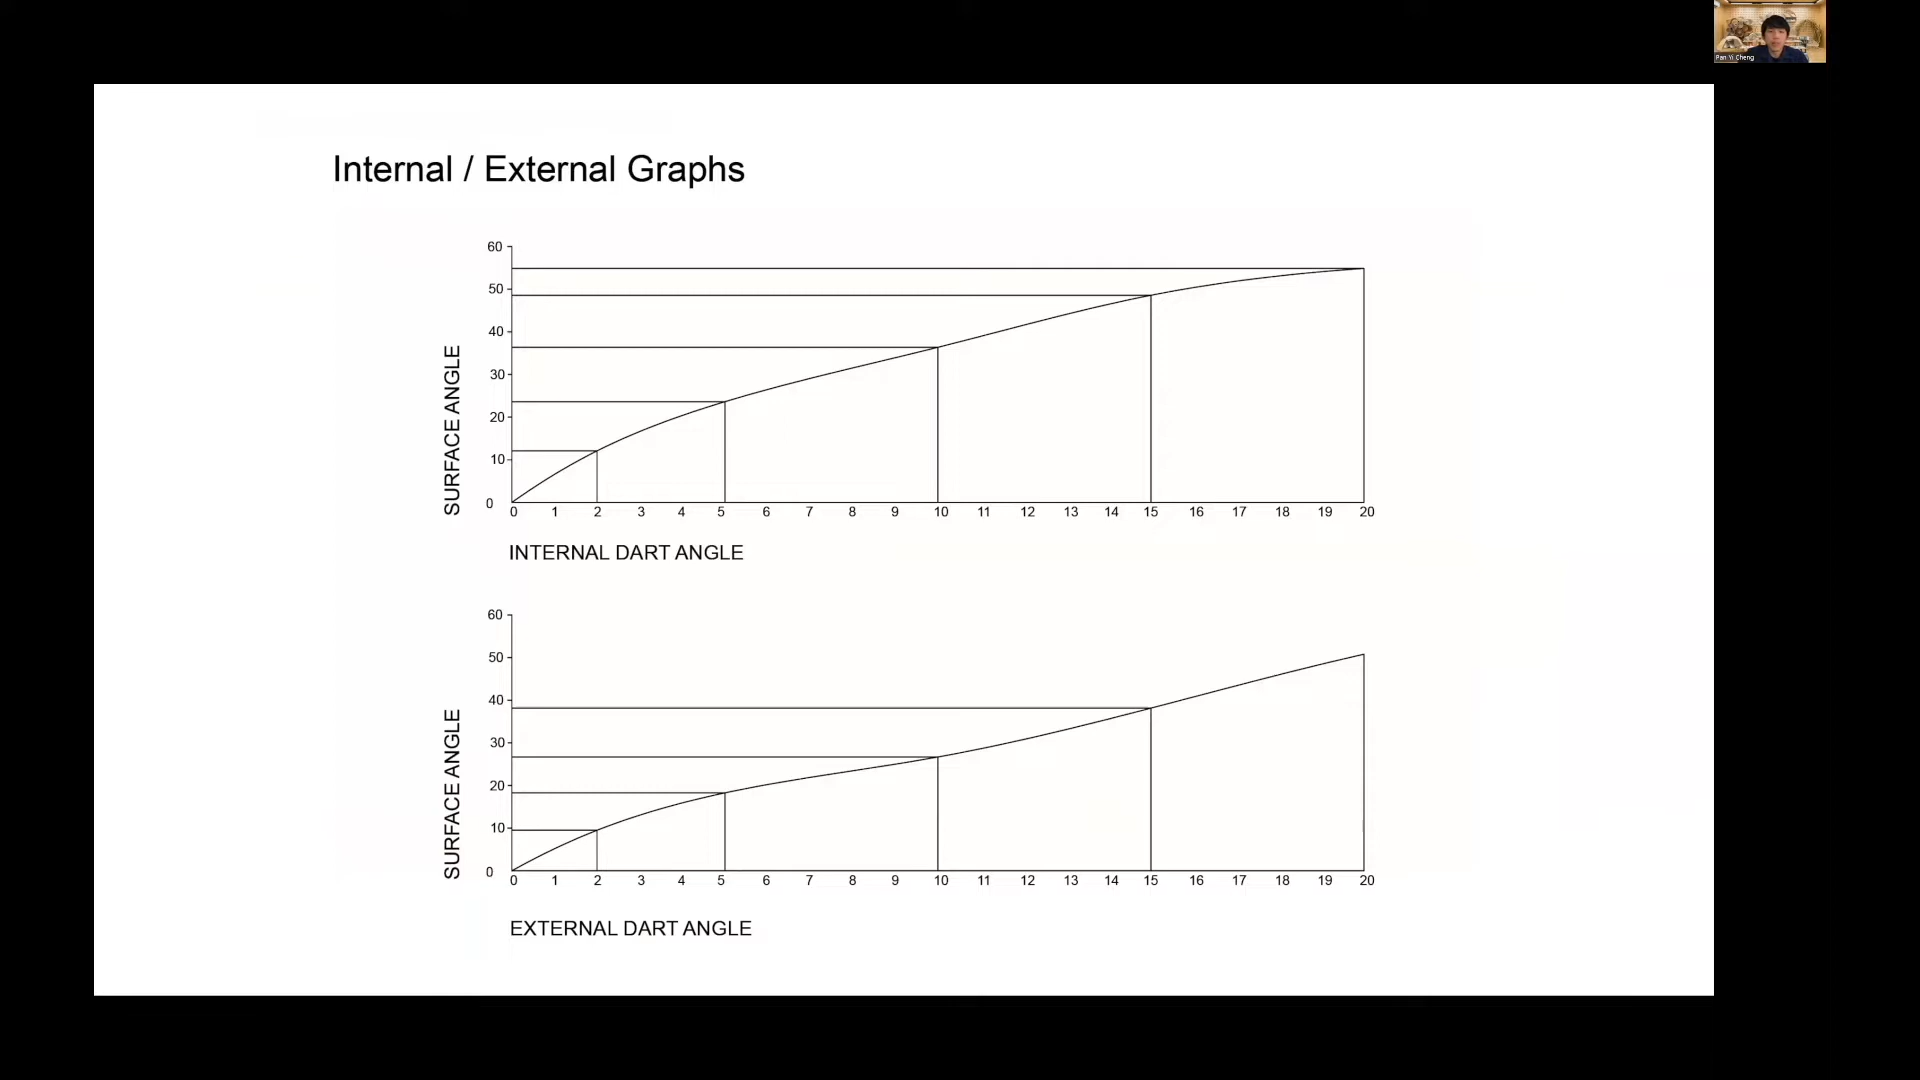 Pan Yi Cheng
Internal / External Graphs
60
50
40
30
20
10
0
SURFACE ANGLE
0 1 2 3 4 5 6 7 8 9 10 11 12 13 14 15 16 17 18 19 20
INTERNAL DART ANGLE
60
50
40
30
20
10
0
SURFACE ANGLE
0 1 2 3 4 5 6 7 8 9 10 11 12 13 14 15 16 17 18 19 20
EXTERNAL DART ANGLE